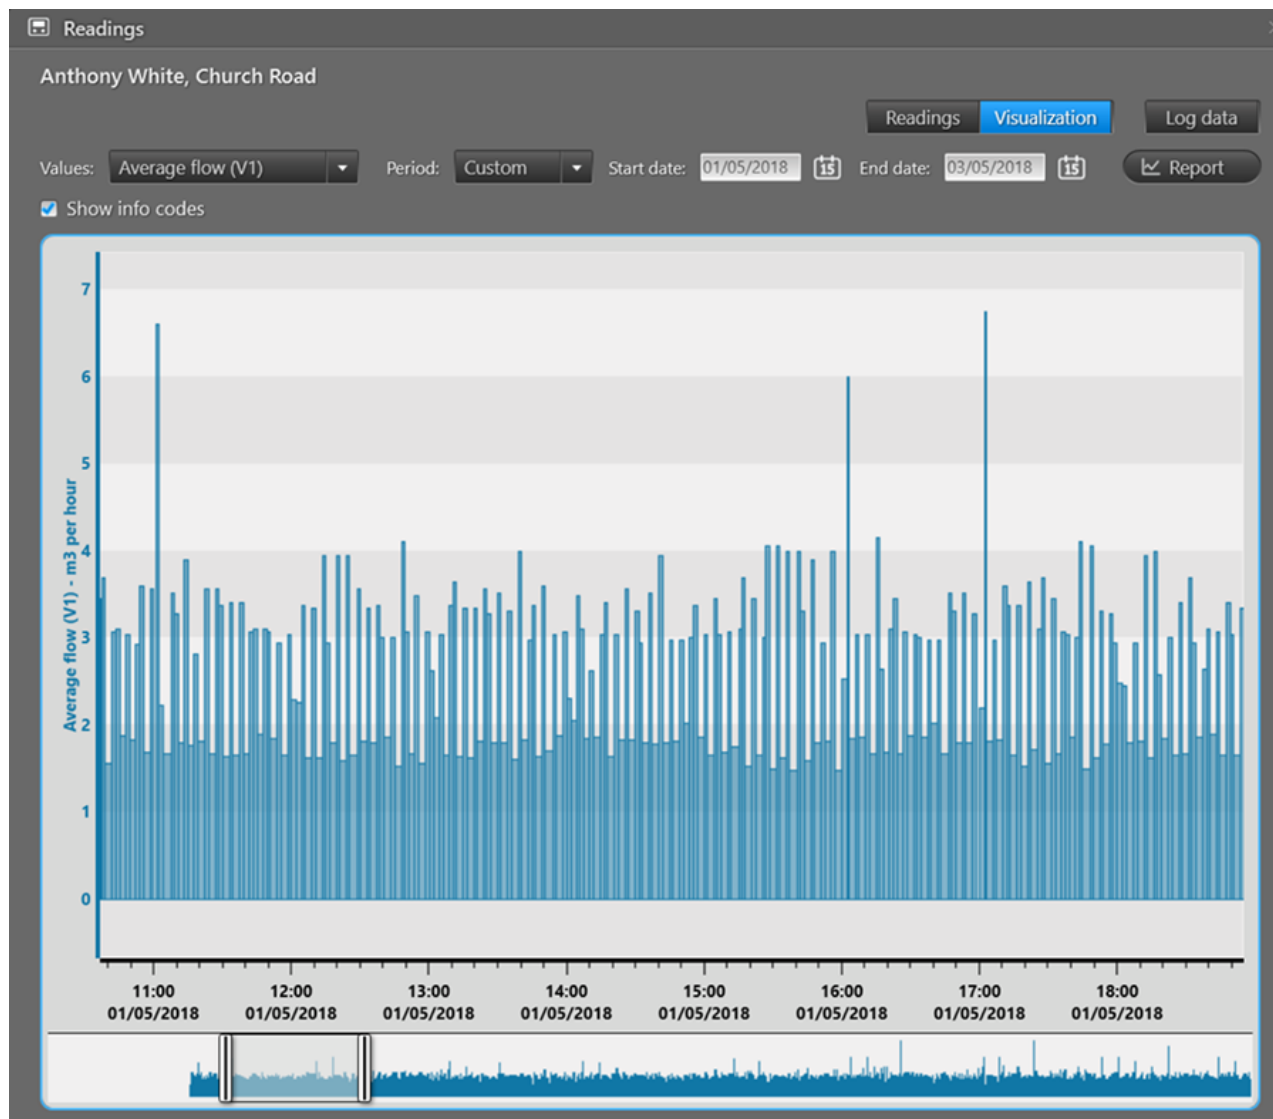 Readings
Anthony White, Church Road
Readings Visualization Log data
Values: Average flow (V1) Period: Custom Start date: 01/05/2018 15 End date: 03/05/2018 15 Report
Show info codes
7
6
5
4
3
2
1
0
Average flow (V1) - m3 per hour
11:00 12:00 13:00 14:00 15:00 16:00 17:00 18:00
01/05/2018 01/05/2018 01/05/2018 01/05/2018 01/05/2018 01/05/2018 01/05/2018 01/05/2018